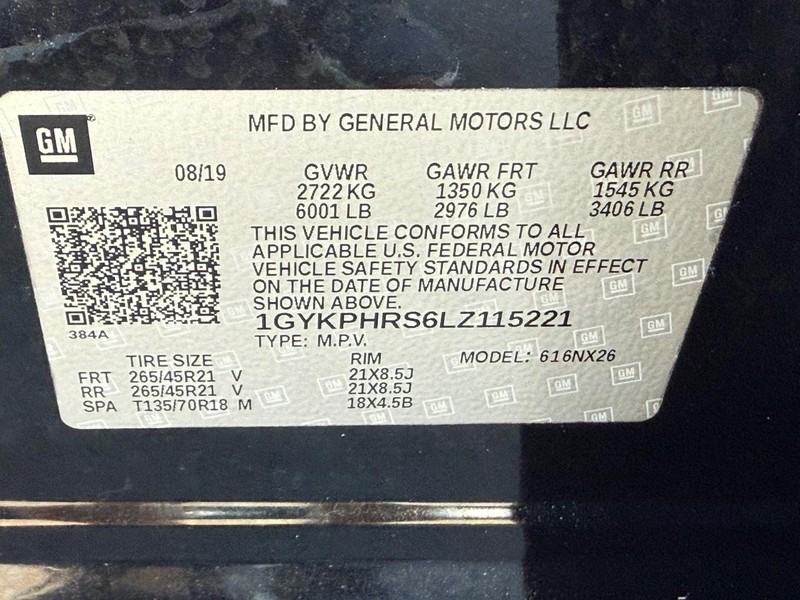 GM
MFD BY GENERAL MOTORS LLC
08/19 GVWR GAWR FRT GAWR RR
2722 KG 1350 KG 1545 KG
6001 LB 2976 LB 3406 LB
THIS VEHICLE CONFORMS TO ALL
APPLICABLE U.S. FEDERAL MOTOR
VEHICLE SAFETY STANDARDS IN EFFECT
ON THE DATE OF MANUFACTURE
SHOWN ABOVE.
384A
1GYKPHRS6LZ115221
TYPE: M.P.V.
TIRE SIZE RIM MODEL: 616NX26
FRT 265/45R21 V 21X8.5J
RR 265/45R21 V 21X8.5J
SPA T135/70R18 M 18X4.5B